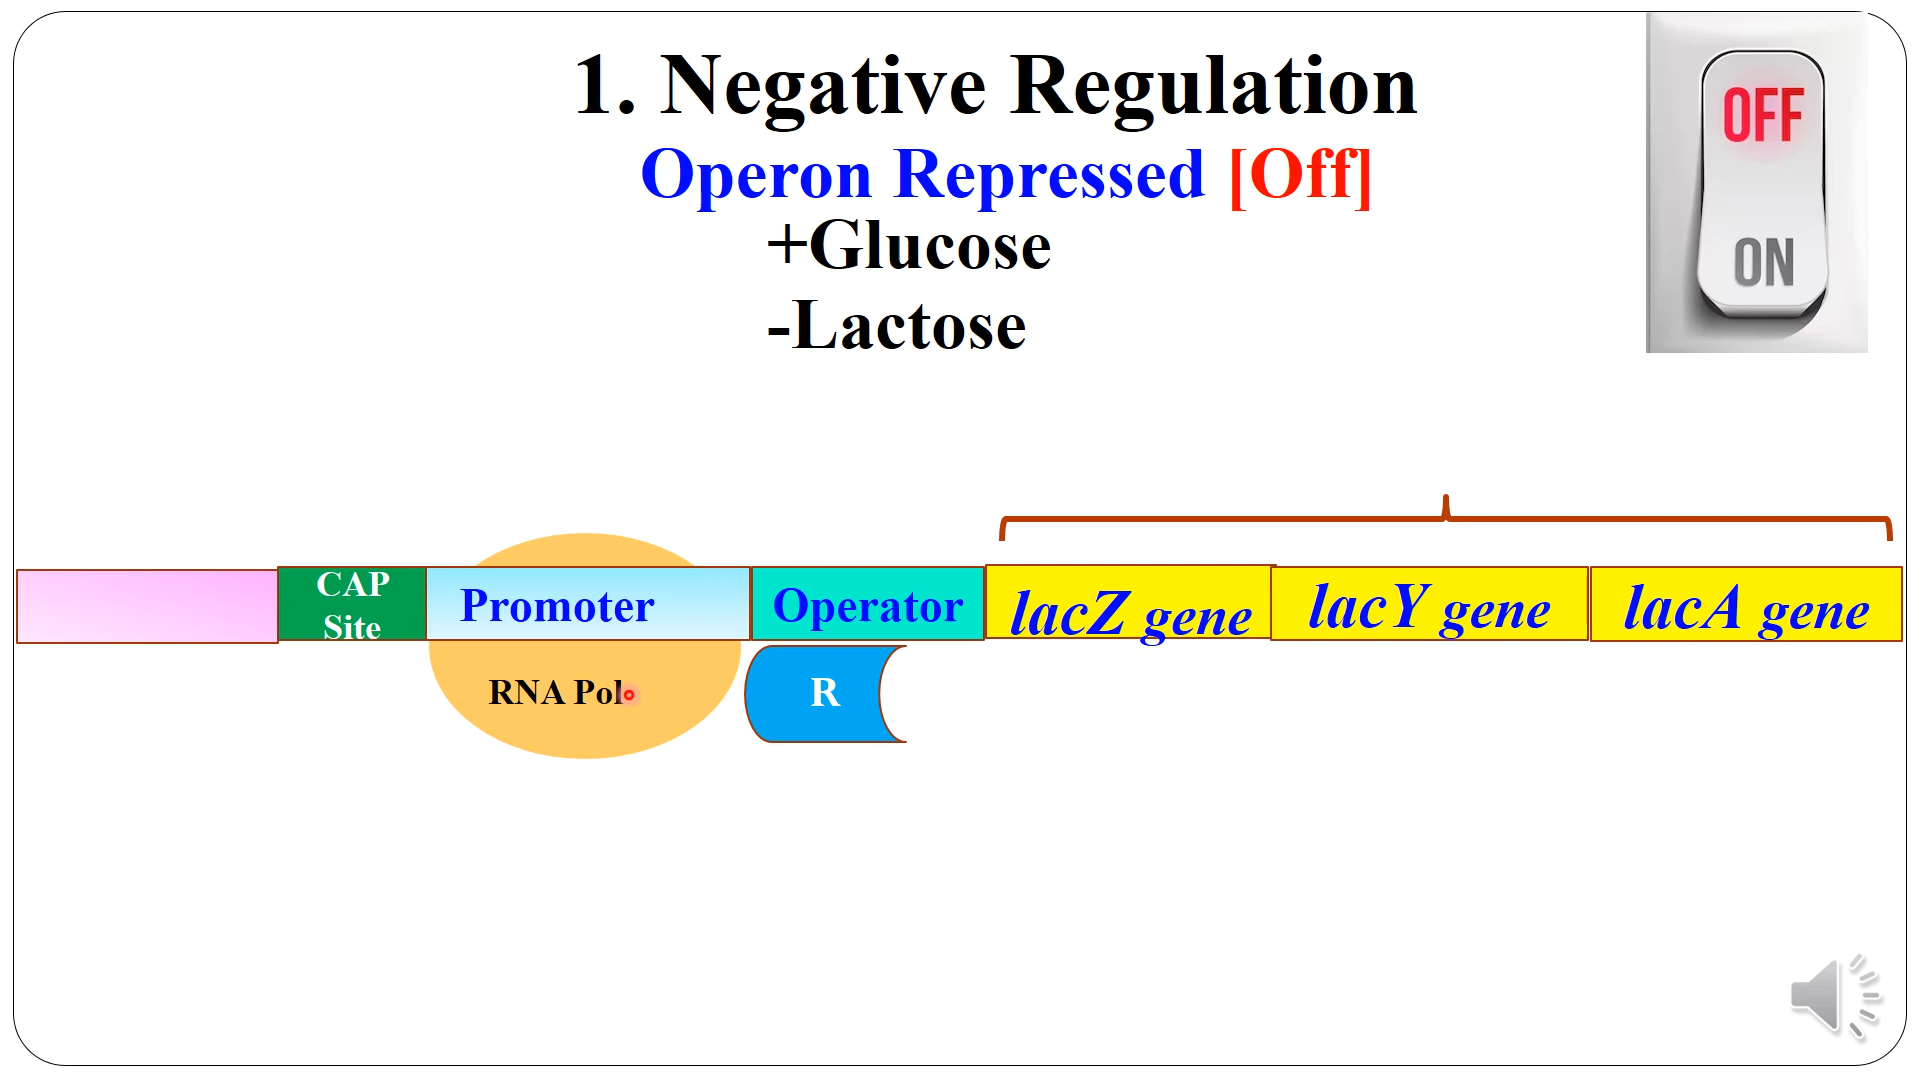 1. Negative Regulation
Operon Repressed [Off]
+Glucose
-Lactose
OFF
ON
CAP
Site
Promoter
Operator
lacZ gene
lacY gene
lacA gene
RNA Pol
R